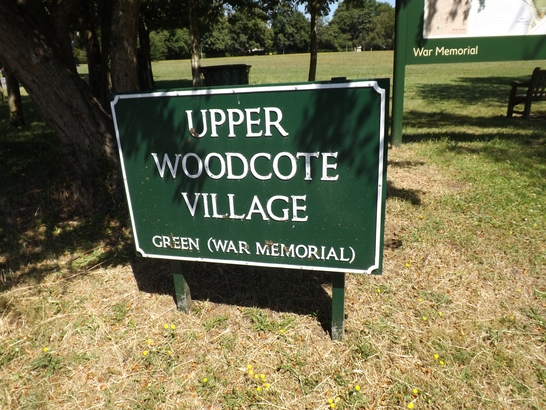 War Memorial
UPPER
WOODCOTE
VILLAGE
GREEN (WAR MEMORIAL)